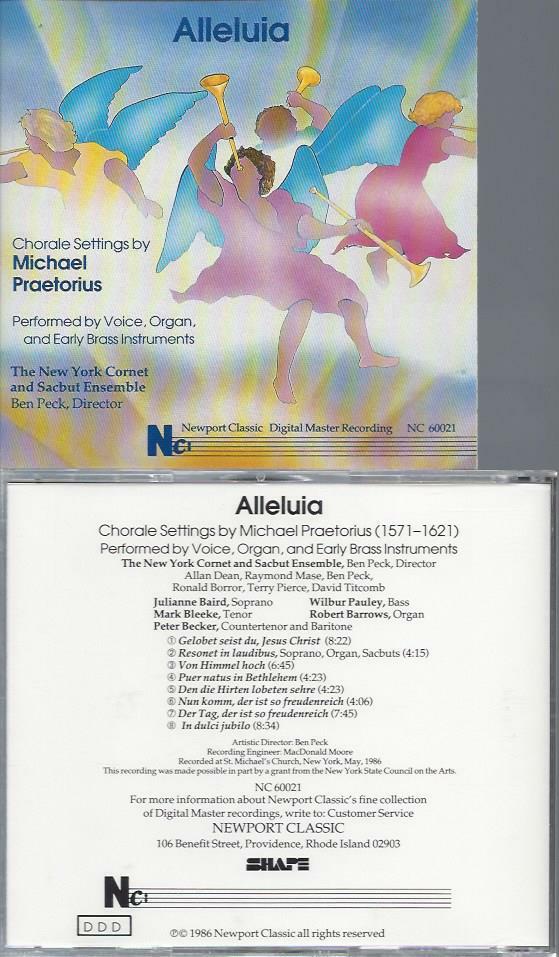 Alleluia
Chorale Settings by
Michael
Praetorius
Performed by Voice, Organ,
and Early Brass Instruments
The New York Cornet
and Sacbut Ensemble
Ben Peck, Director
NC: Newport Classic Digital Master Recording NC 60021
Alleluia
Chorale Settings by Michael Praetorius (1571–1621)
Performed by Voice, Organ, and Early Brass Instruments
The New York Cornet and Sacbut Ensemble, Ben Peck, Director
Allan Dean, Raymond Mase, Ben Peck,
Ronald Borror, Terry Pierce, David Titcomb
Julianne Baird, Soprano Wilbur Pauley, Bass
Mark Bleeke, Tenor Robert Barrows, Organ
Peter Becker, Countertenor and Baritone
① Gelobet seist du, Jesus Christ (8:22)
② Resonet in laudibus, Soprano, Organ, Sacbuts (4:15)
③ Von Himmel hoch (6:45)
④ Puer natus in Bethlehem (4:23)
⑤ Den die Hirten lobeten sehre (4:23)
⑥ Nun komm, der ist so freudenreich (4:06)
⑦ Der Tag, der ist so freudenreich (7:45)
⑧ In dulci jubilo (8:34)
Artistic Director: Ben Peck
Recording Engineer: MacDonald Moore
Recorded at St. Michael's Church, New York, May, 1986
This recording was made possible in part by a grant from the New York State Council on the Arts.
NC 60021
For more information about Newport Classic's fine collection
of Digital Master recordings, write to: Customer Service
NEWPORT CLASSIC
106 Benefit Street, Providence, Rhode Island 02903
SHAPE
NC:
DDD
℗© 1986 Newport Classic all rights reserved